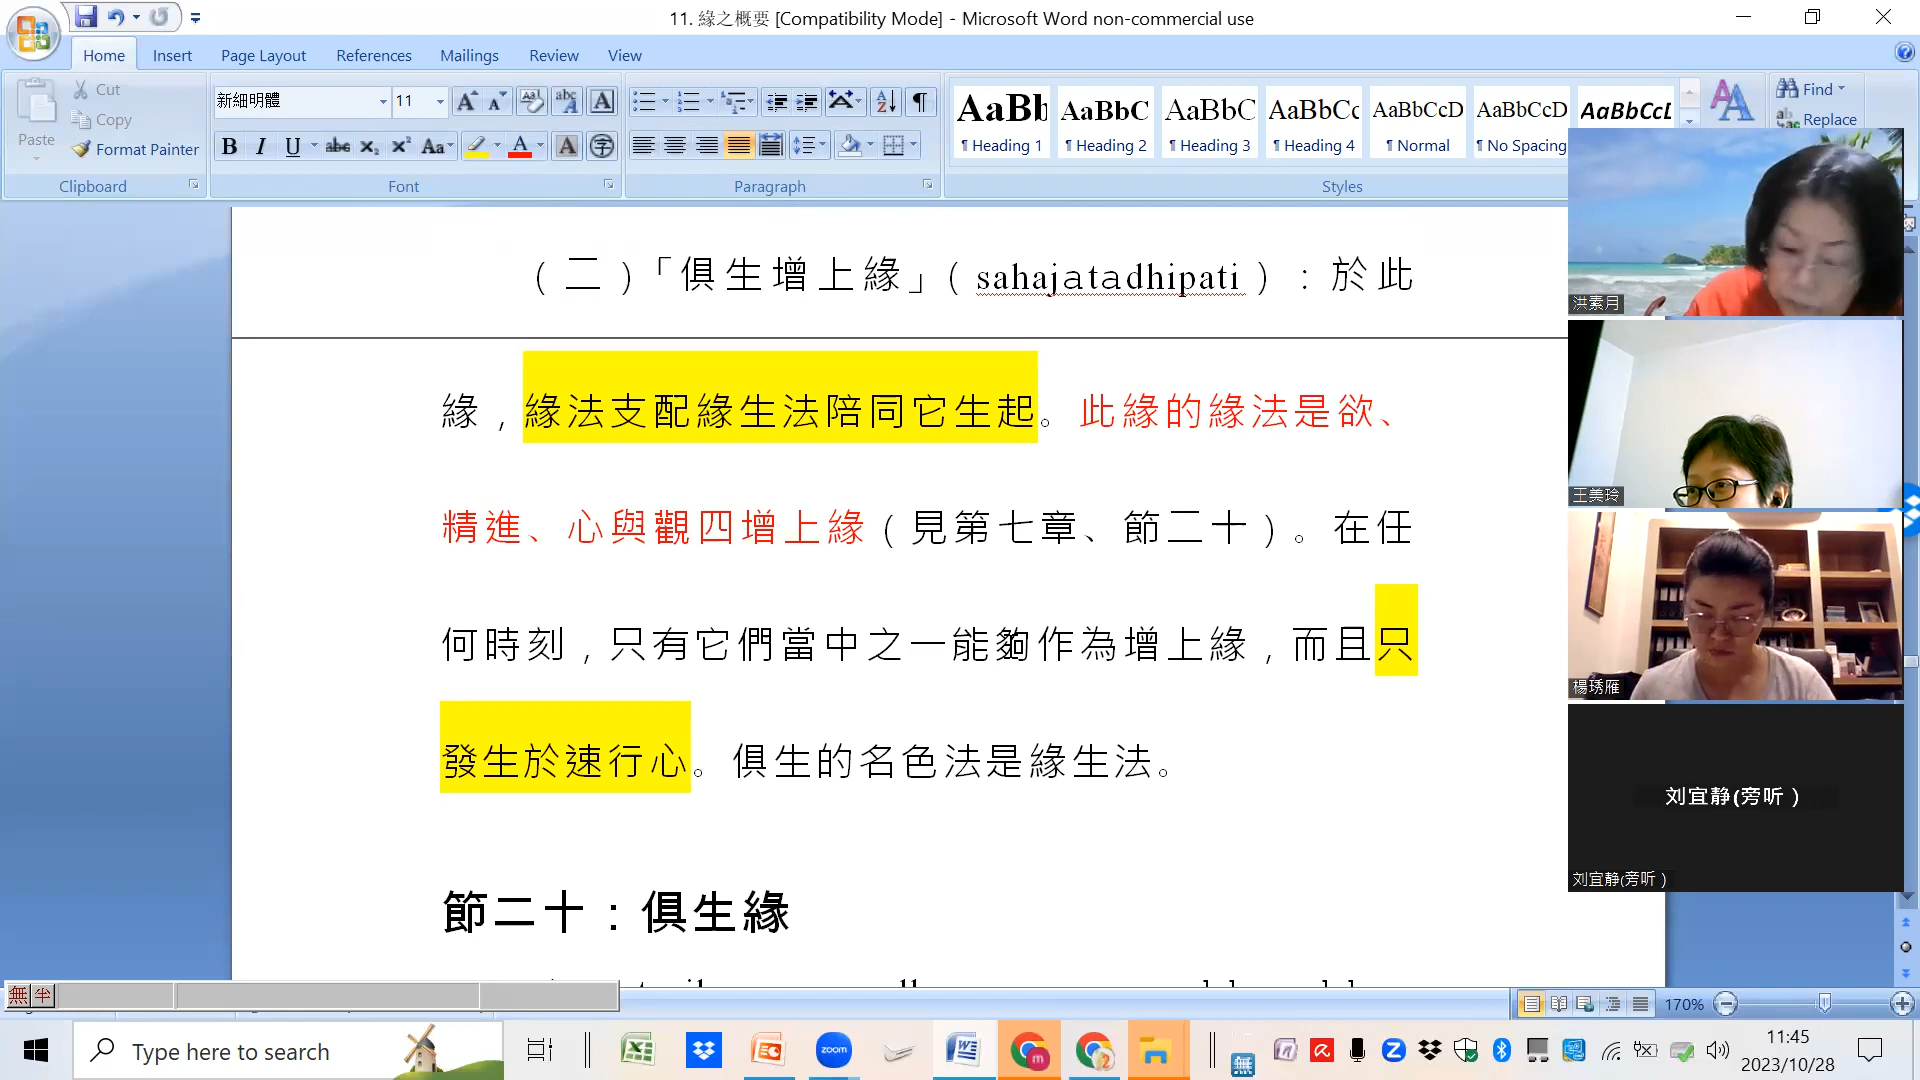 11. 緣之概要 [Compatibility Mode] - Microsoft Word non-commercial use
Home Insert Page Layout References Mailings Review View
Paste
Cut
Copy
Format Painter
Clipboard
新細明體 11
Font
Paragraph
AaBb AaBbC AaBbC AaBbCc AaBbCcD AaBbCcD AaBbCcL
Heading 1 Heading 2 Heading 3 Heading 4 Normal No Spacing
Styles
Find
Replace
（二）「俱生增上緣」（sahajatadhipati）：於此
緣，緣法支配緣生法陪同它生起。此緣的緣法是欲、
精進、心與觀四增上緣（見第七章、節二十）。在任
何時刻，只有它們當中之一能夠作為增上緣，而且只
發生於速行心。俱生的名色法是緣生法。
節二十：俱生緣
洪素月
王美玲
楊琇雁
刘宜静(旁听）
刘宜静(旁听）
無 半
170%
Type here to search
zoom
11:45
2023/10/28